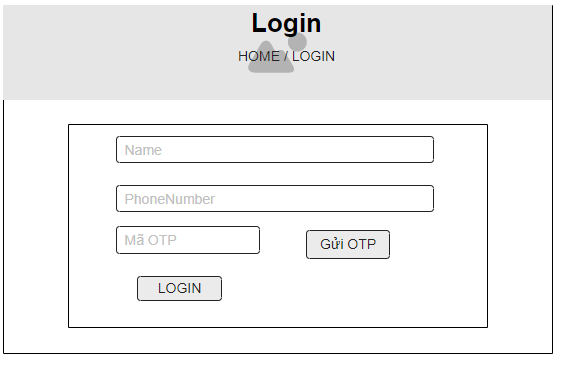 Login
HOME / LOGIN
Name
PhoneNumber
Mã OTP
Gửi OTP
LOGIN